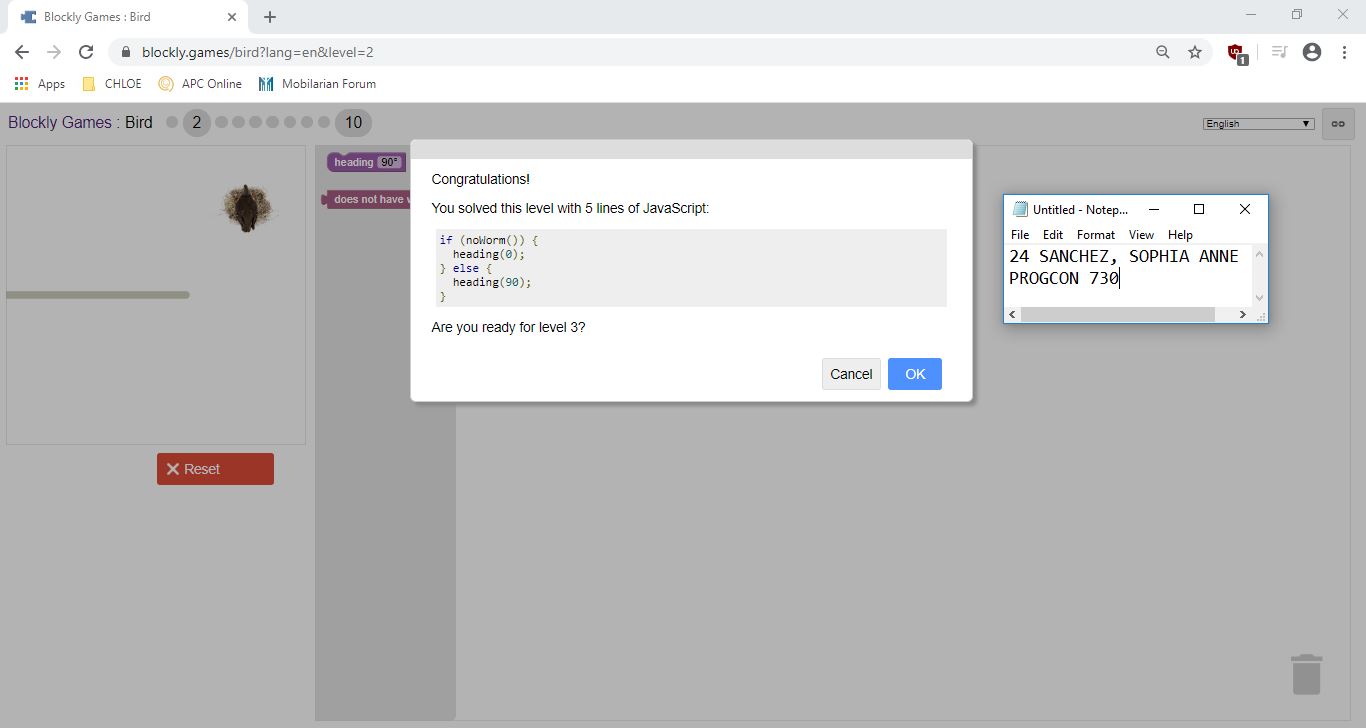 Blockly Games : Bird
blockly.games/bird?lang=en&level=2
1
Apps CHLOE APC Online Mobilarian Forum
Blockly Games : Bird 2 10
English
heading 90°
does not have
Congratulations!
You solved this level with 5 lines of JavaScript:
if (noWorm()) {
heading(0);
} else {
heading(90);
}
Are you ready for level 3?
Cancel OK
Reset
Untitled - Notep...
File Edit Format View Help
24 SANCHEZ, SOPHIA ANNE
PROGCON 730